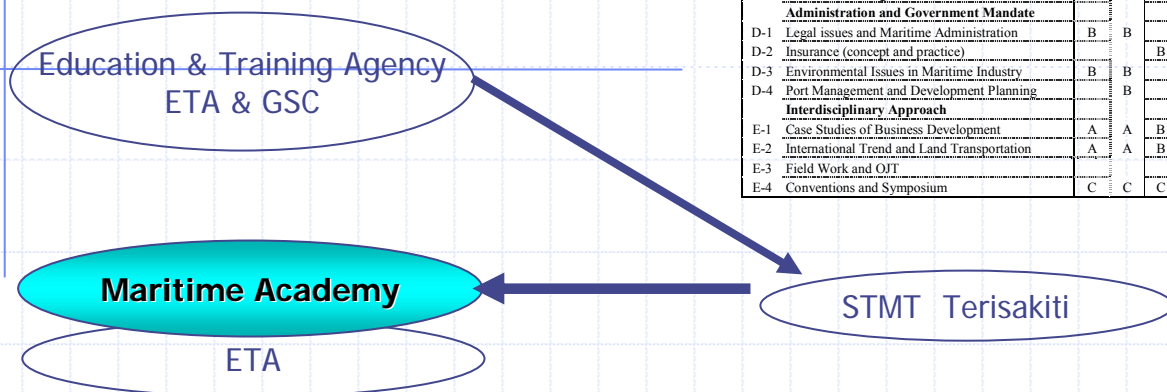 Education & Training Agency
ETA & GSC
Administration and Government Mandate
D-1 Legal issues and Maritime Administration B B
D-2 Insurance (concept and practice) B
D-3 Environmental Issues in Maritime Industry B B
D-4 Port Management and Development Planning B
Interdisciplinary Approach
E-1 Case Studies of Business Development A A B
E-2 International Trend and Land Transportation A A B
E-3 Field Work and OJT
E-4 Conventions and Symposium C C C
Maritime Academy
STMT Terisakiti
ETA